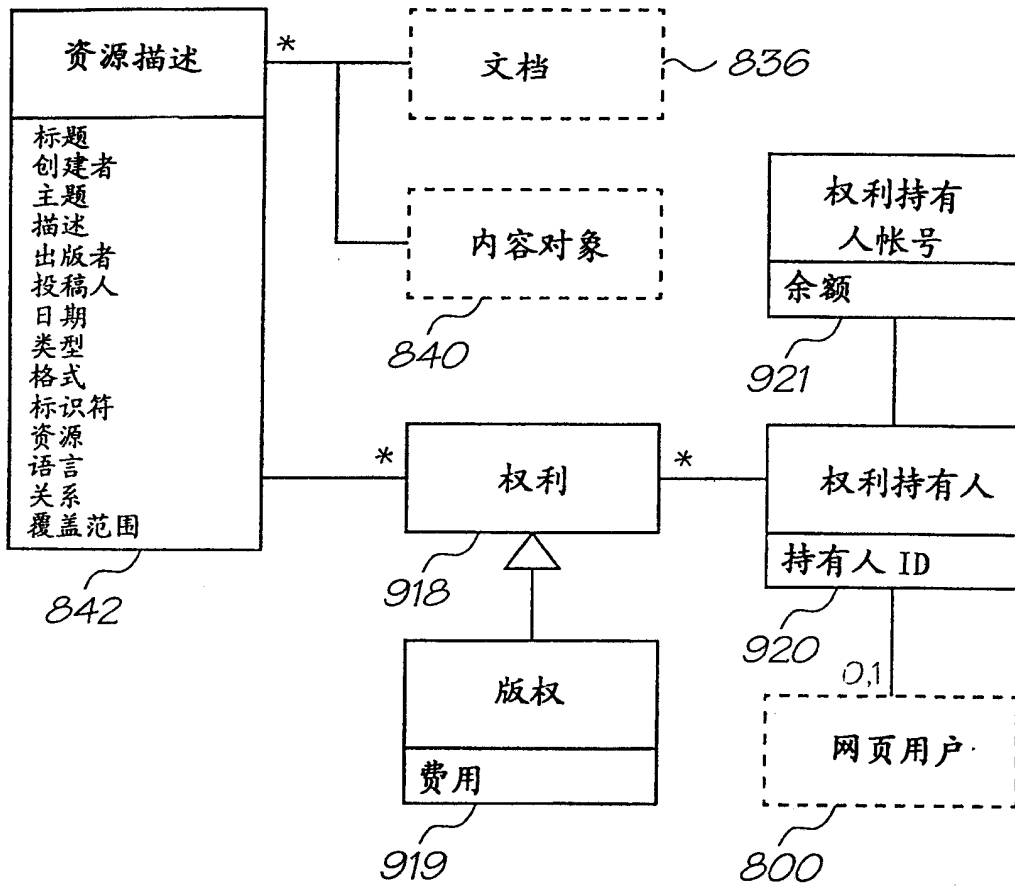 资源描述
*
标题
创建者
主题
描述
出版者
投稿人
日期
类型
格式
标识符
资源
语言
关系
覆盖范围
842
文档
836
内容对象
840
权利持有
人帐号
余额
921
*
权利
*
918
权利持有人
持有人 ID
920
0,1
版权
费用
919
网页用户
800